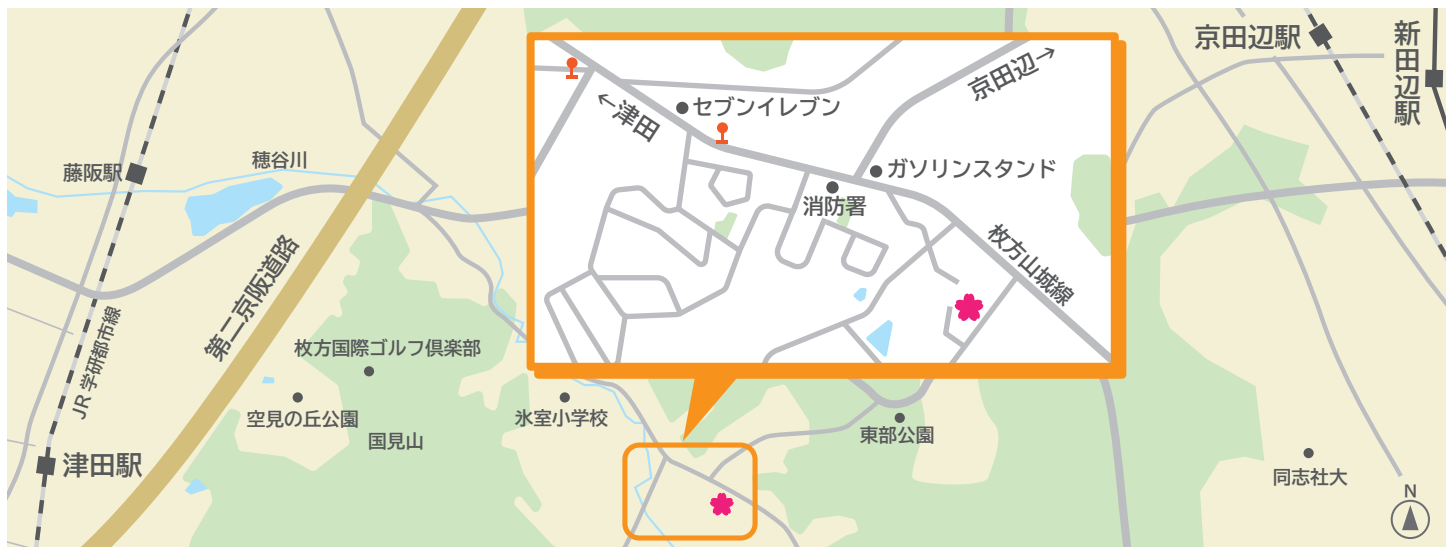 京田辺駅
新田辺駅
京田辺→
←津田
セブンイレブン
藤阪駅
穂谷川
ガソリンスタンド
消防署
枚方山城線
第二京阪道路
JR 学研都市線
枚方国際ゴルフ倶楽部
空見の丘公園
国見山
氷室小学校
東部公園
津田駅
同志社大
N